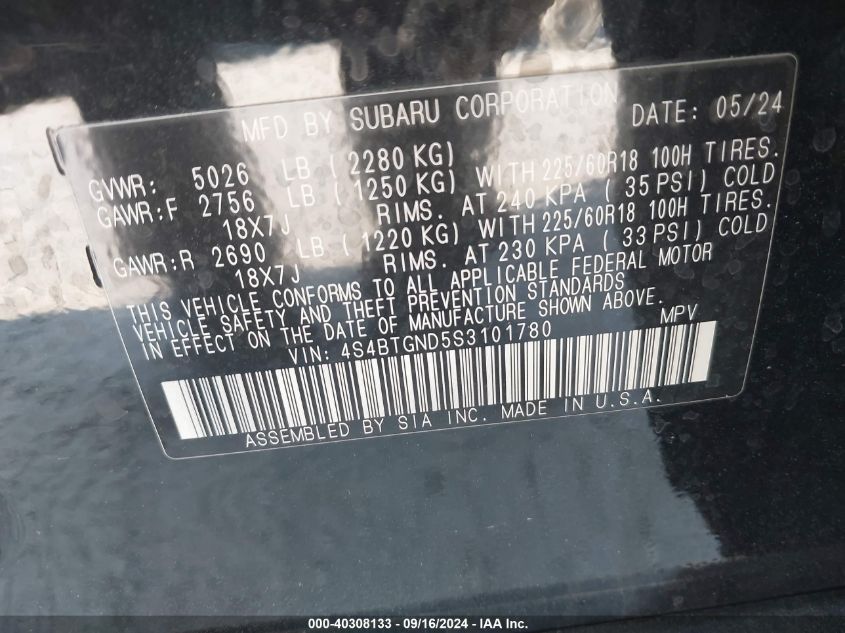 MFD BY SUBARU CORPORATION DATE: 05/24
GVWR: 5026 LB ( 2280 KG)
GAWR:F 2756 LB ( 1250 KG) WITH 225/60R18 100H TIRES.
18X7J RIMS. AT 240 KPA ( 35 PSI) COLD
GAWR:R 2690 LB ( 1220 KG) WITH 225/60R18 100H TIRES.
18X7J RIMS. AT 230 KPA ( 33 PSI) COLD
THIS VEHICLE CONFORMS TO ALL APPLICABLE FEDERAL MOTOR
VEHICLE SAFETY AND THEFT PREVENTION STANDARDS
IN EFFECT ON THE DATE OF MANUFACTURE SHOWN ABOVE.
VIN: 4S4BTGND5S3101780 MPV
ASSEMBLED BY SIA INC. MADE IN U.S.A.
000-40308133 - 09/16/2024 - IAA Inc.